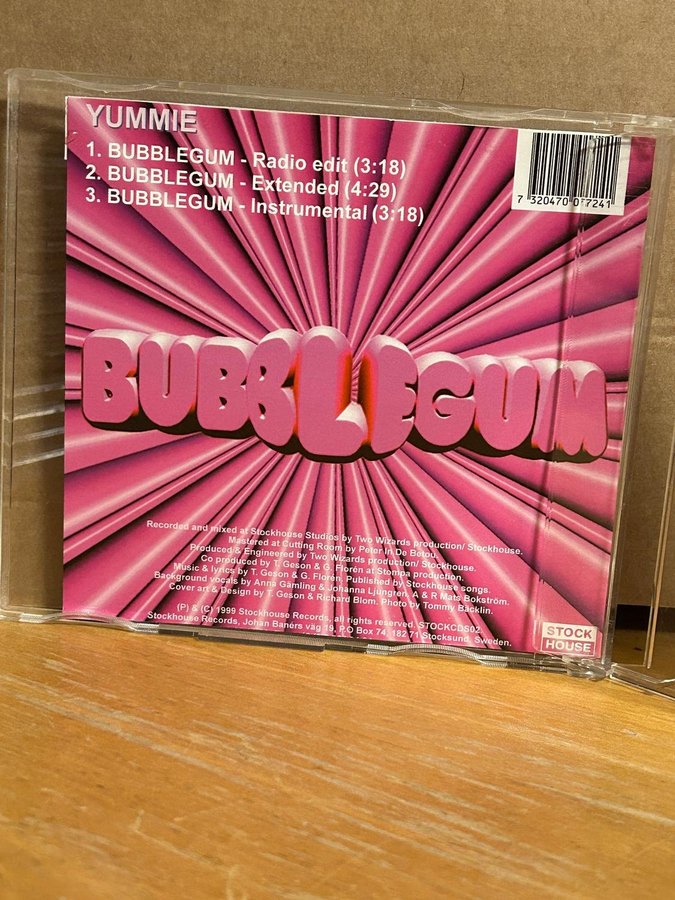 YUMMIE
1. BUBBLEGUM - Radio edit (3:18)
2. BUBBLEGUM - Extended (4:29)
3. BUBBLEGUM - Instrumental (3:18)
7 320470 077241
BUBBLEGUM
Recorded and mixed at Stockhouse Studios by Two Wizards production/ Stockhouse.
Mastered at Cutting Room by Peter In De Betou.
Produced & Engineered by Two Wizards production/ Stockhouse.
Co produced by T. Geson & G. Florén at Stompa production.
Music & lyrics by T. Geson & G. Florén. Published by Stockhouse songs.
Background vocals by Anna Gämling & Johanna Ljungren. A & R Mats Bokström.
Cover art & Design by T. Geson & Richard Blom. Photo by Tommy Bäcklin.
(P) & (C) 1999 Stockhouse Records, all rights reserved. STOCKCDS02
Stockhouse Records, Johan Baners väg 19, P.O Box 74, 182 71 Stocksund, Sweden.
STOCK
HOUSE